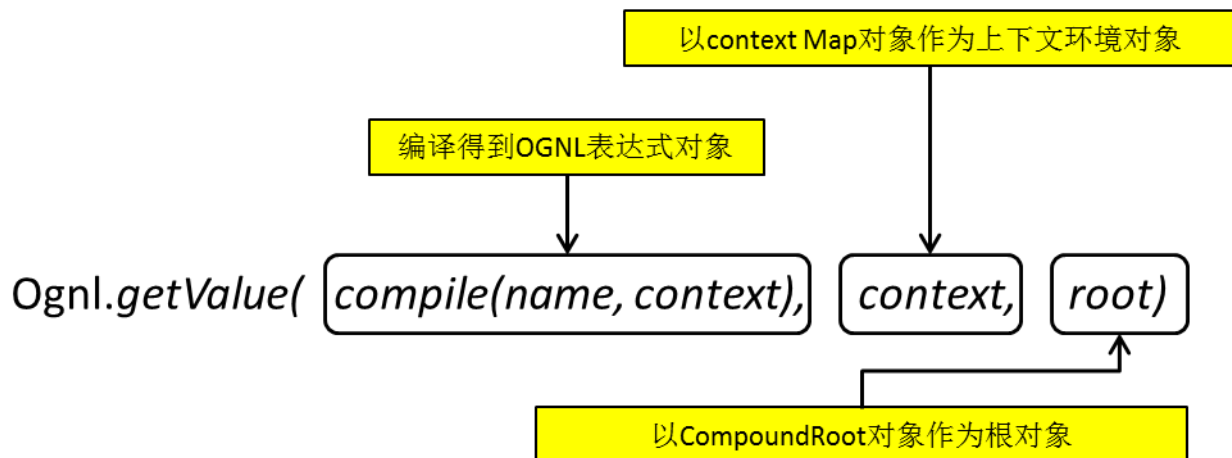 以context Map对象作为上下文环境对象
编译得到OGNL表达式对象
Ognl.getValue( compile(name, context), context, root)
以CompoundRoot对象作为根对象